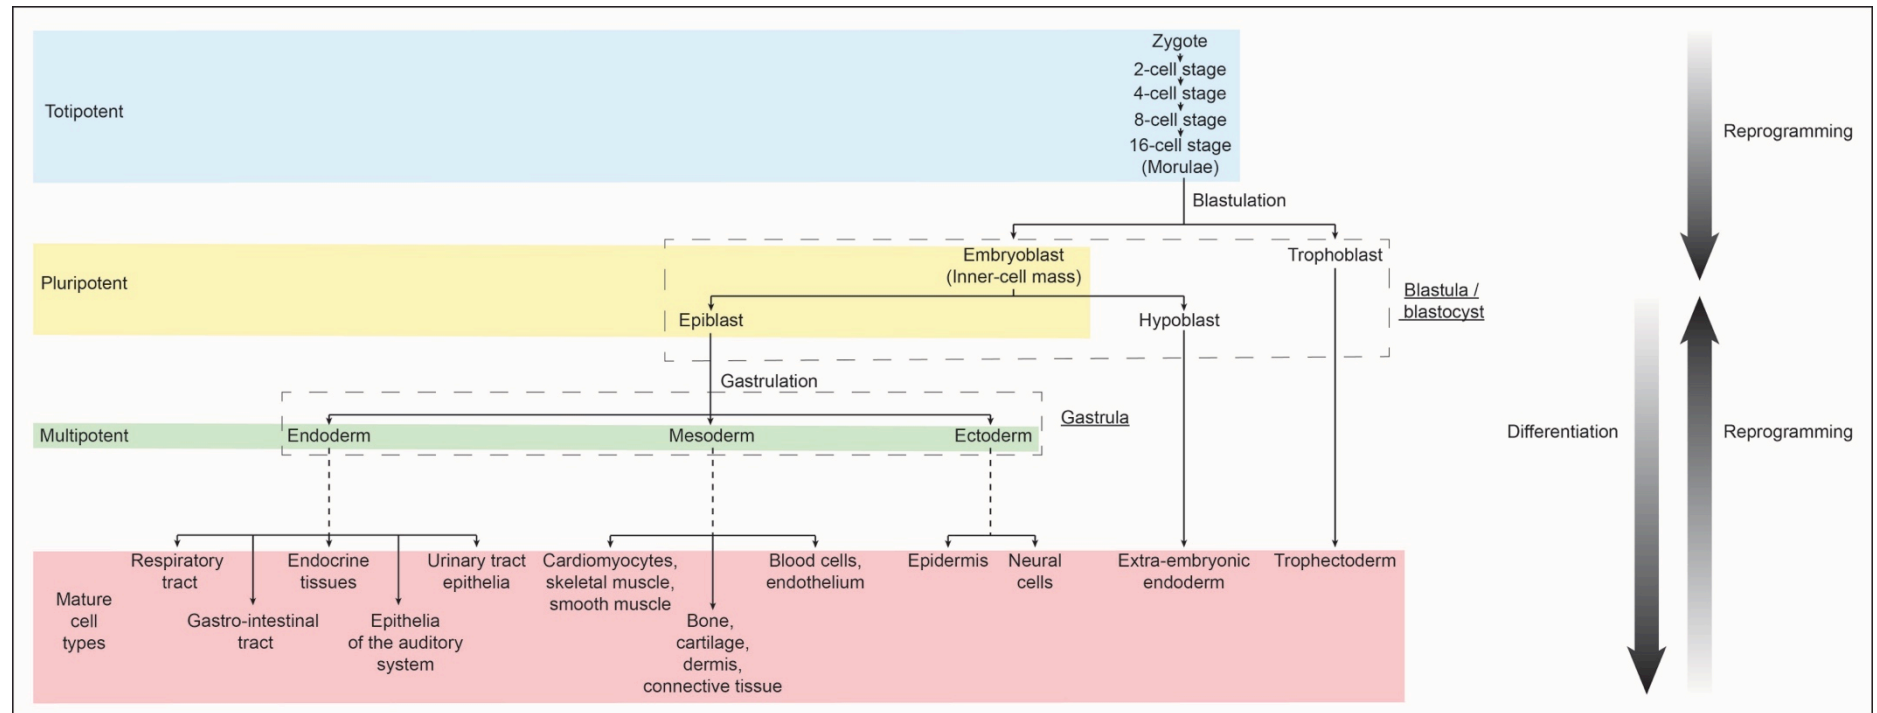 Zygote
2-cell stage
4-cell stage
8-cell stage
16-cell stage
(Morulae)
Totipotent
Reprogramming
Blastulation
Embryoblast
(Inner-cell mass)
Trophoblast
Pluripotent
Blastula /
blastocyst
Epiblast
Hypoblast
Gastrulation
Gastrula
Multipotent
Endoderm
Mesoderm
Ectoderm
Differentiation
Reprogramming
Mature
cell
types
Respiratory
tract
Gastro-intestinal
tract
Endocrine
tissues
Epithelia
of the auditory
system
Urinary tract
epithelia
Cardiomyocytes,
skeletal muscle,
smooth muscle
Bone,
cartilage,
dermis,
connective tissue
Blood cells,
endothelium
Epidermis
Neural
cells
Extra-embryonic
endoderm
Trophectoderm